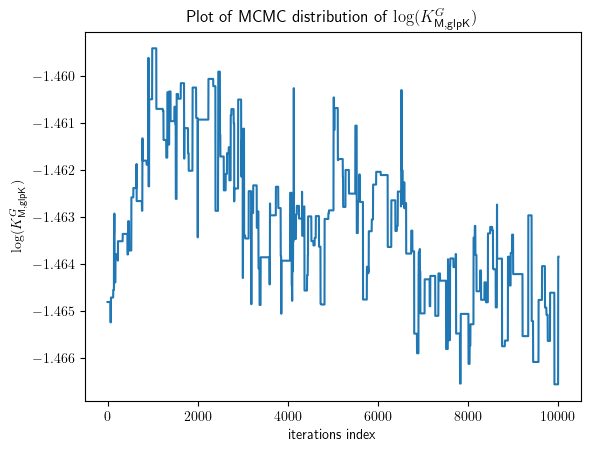 Plot of MCMC distribution of log(K^G_{M,glpK})
−1.460
−1.461
−1.462
−1.463
−1.464
−1.465
−1.466
log(K^G_{M,glpK})
0 2000 4000 6000 8000 10000
iterations index